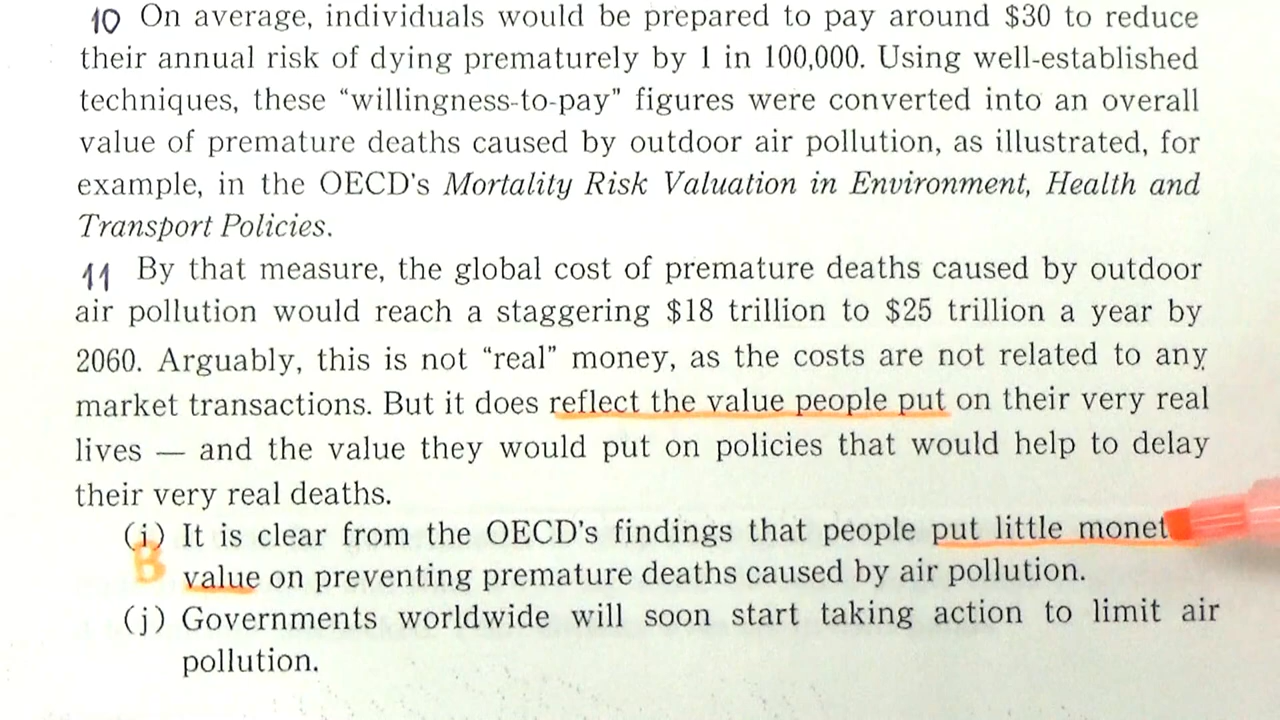 10 On average, individuals would be prepared to pay around $30 to reduce
their annual risk of dying prematurely by 1 in 100,000. Using well-established
techniques, these “willingness-to-pay” figures were converted into an overall
value of premature deaths caused by outdoor air pollution, as illustrated, for
example, in the OECD's Mortality Risk Valuation in Environment, Health and
Transport Policies.
11 By that measure, the global cost of premature deaths caused by outdoor
air pollution would reach a staggering $18 trillion to $25 trillion a year by
2060. Arguably, this is not “real” money, as the costs are not related to any
market transactions. But it does reflect the value people put on their very real
lives — and the value they would put on policies that would help to delay
their very real deaths.
(i) It is clear from the OECD's findings that people put little monet
B value on preventing premature deaths caused by air pollution.
(j) Governments worldwide will soon start taking action to limit air
pollution.